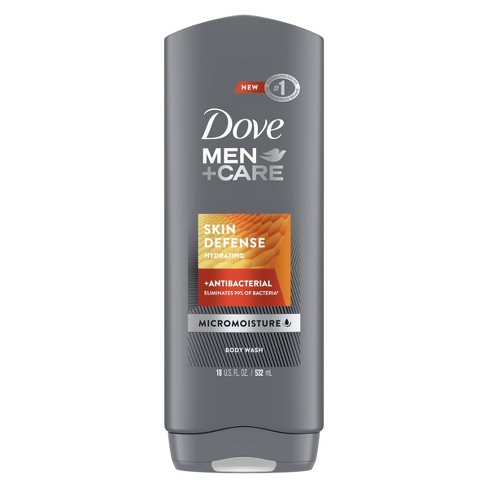 NEW
#1
Dove
MEN
+CARE
SKIN
DEFENSE
HYDRATING
+ANTIBACTERIAL
ELIMINATES 99% OF BACTERIA*
MICROMOISTURE
BODY WASH
18 U.S. FL. OZ. / 532 mL